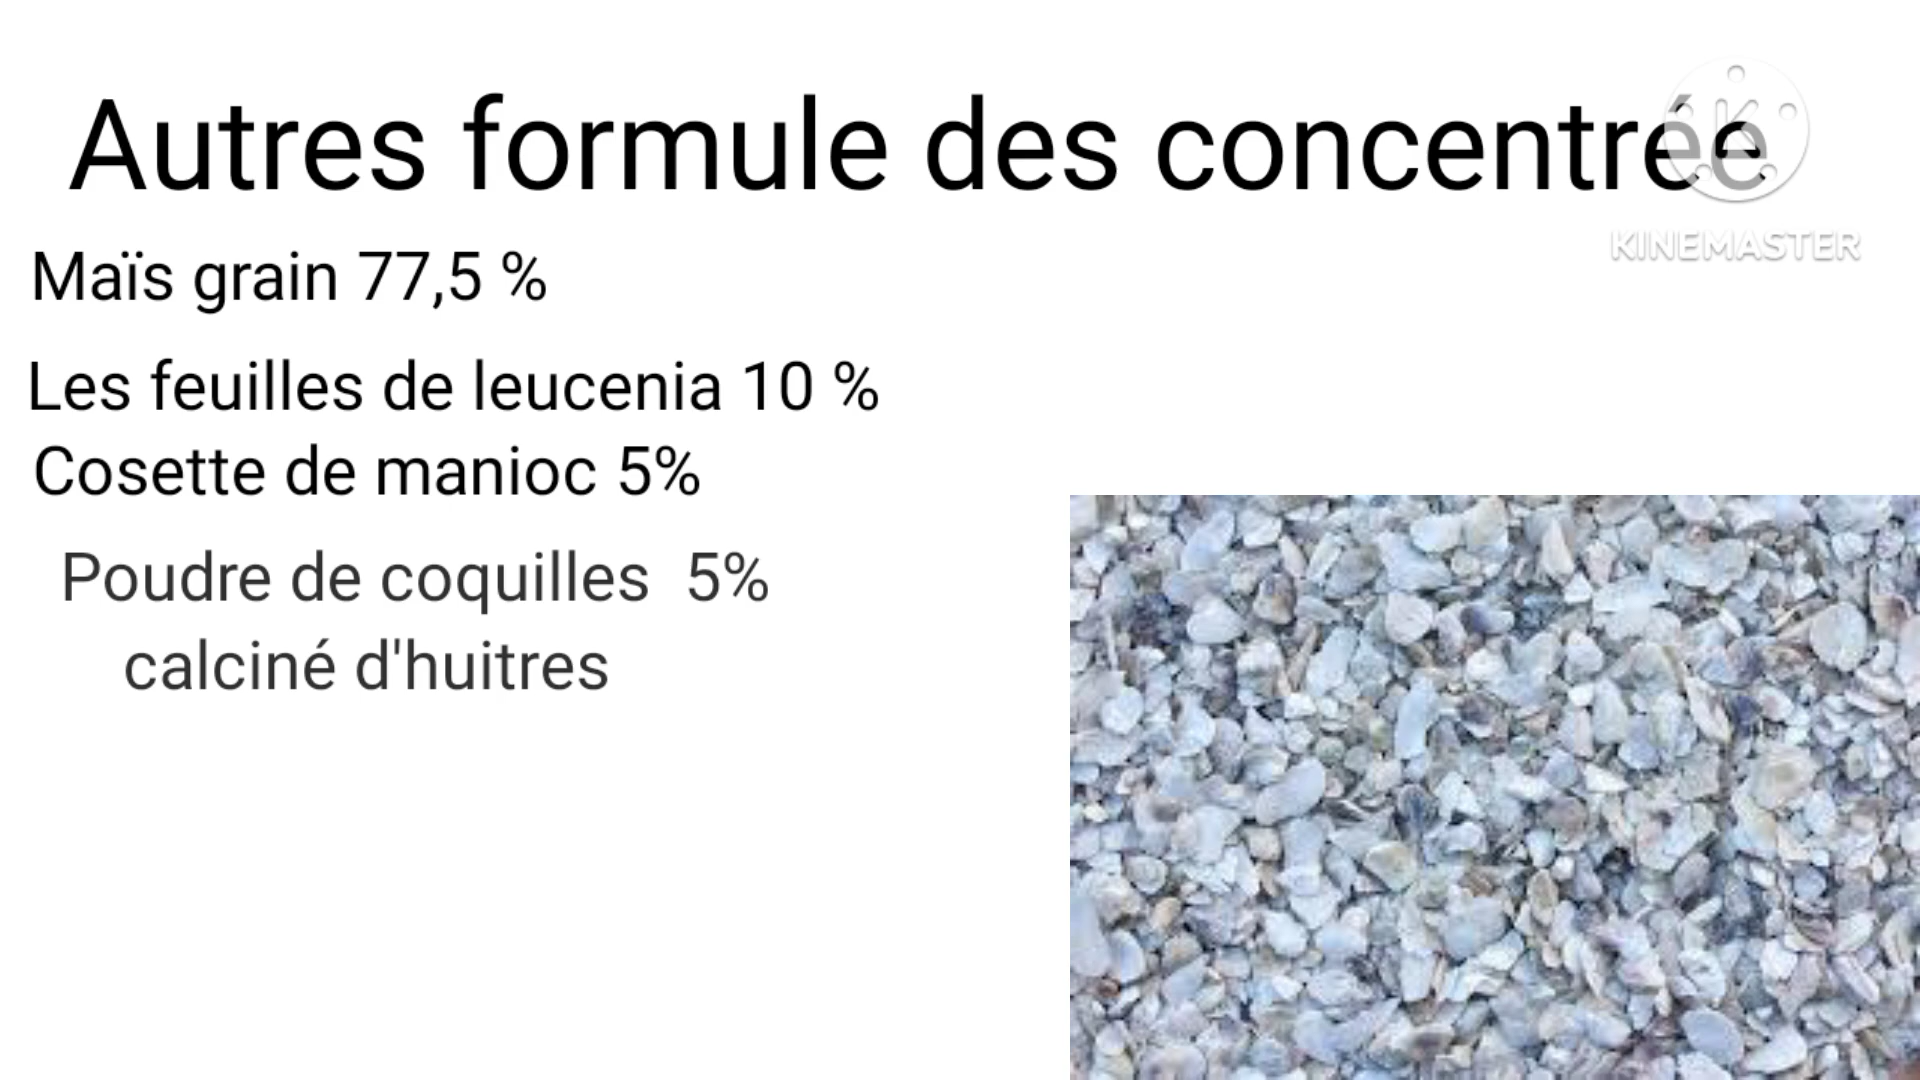 Autres formule des concentrée
KINEMASTER
Maïs grain 77,5 %
Les feuilles de leucenia 10 %
Cosette de manioc 5%
Poudre de coquilles 5%
calciné d'huitres